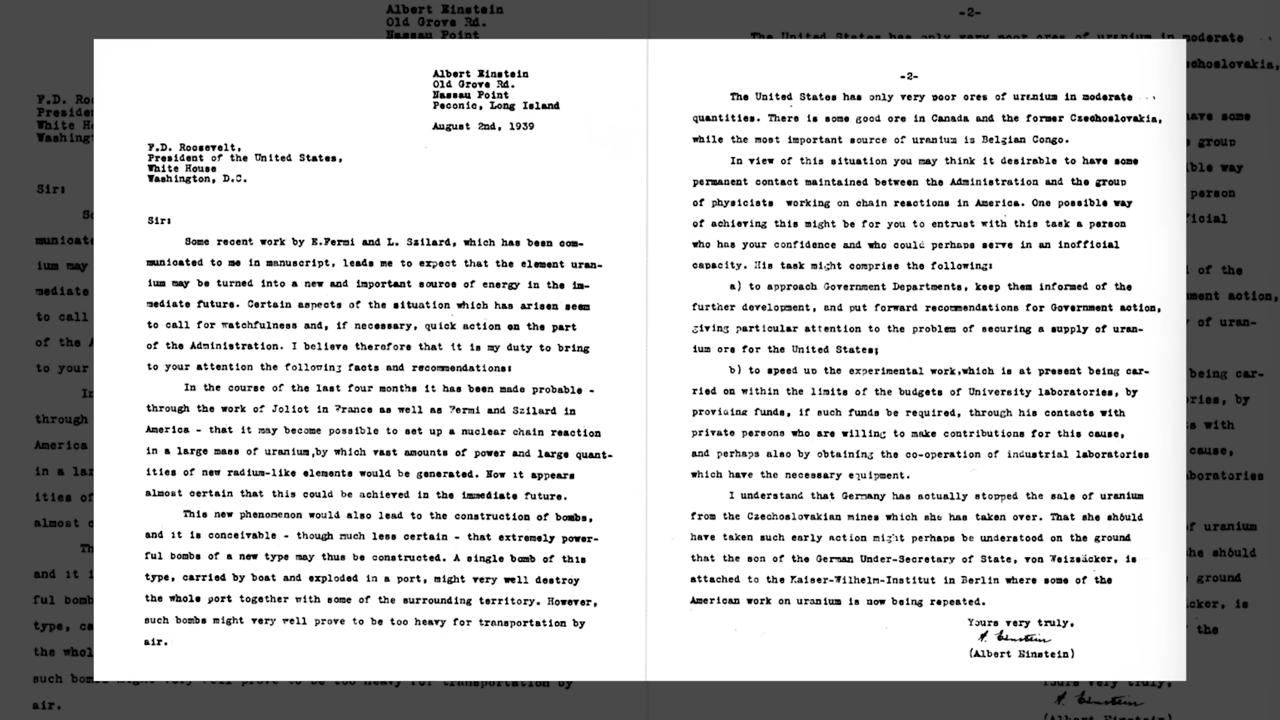 Albert Einstein
Old Grove Rd.
Nassau Point
Peconic, Long Island
August 2nd, 1939
F.D. Roosevelt,
President of the United States,
White House
Washington, D.C.
Sir:
Some recent work by E.Fermi and L. Szilard, which has been com-
municated to me in manuscript, leads me to expect that the element uran-
ium may be turned into a new and important source of energy in the im-
mediate future. Certain aspects of the situation which has arisen seem
to call for watchfulness and, if necessary, quick action on the part
of the Administration. I believe therefore that it is my duty to bring
to your attention the following facts and recommendations:
In the course of the last four months it has been made probable -
through the work of Joliot in France as well as Fermi and Szilard in
America - that it may become possible to set up a nuclear chain reaction
in a large mass of uranium,by which vast amounts of power and large quant-
ities of new radium-like elements would be generated. Now it appears
almost certain that this could be achieved in the immediate future.
This new phenomenon would also lead to the construction of bombs,
and it is conceivable - though much less certain - that extremely power-
ful bombs of a new type may thus be constructed. A single bomb of this
type, carried by boat and exploded in a port, might very well destroy
the whole port together with some of the surrounding territory. However,
such bombs might very well prove to be too heavy for transportation by
air.
-2-
The United States has only very poor ores of uranium in moderate
quantities. There is some good ore in Canada and the former Czechoslovakia,
while the most important source of uranium is Belgian Congo.
In view of this situation you may think it desirable to have some
permanent contact maintained between the Administration and the group
of physicists working on chain reactions in America. One possible way
of achieving this might be for you to entrust with this task a person
who has your confidence and who could perhaps serve in an inofficial
capacity. His task might comprise the following:
a) to approach Government Departments, keep them informed of the
further development, and put forward recommendations for Government action,
giving particular attention to the problem of securing a supply of uran-
ium ore for the United States;
b) to speed up the experimental work,which is at present being car-
ried on within the limits of the budgets of University laboratories, by
providing funds, if such funds be required, through his contacts with
private persons who are willing to make contributions for this cause,
and perhaps also by obtaining the co-operation of industrial laboratories
which have the necessary equipment.
I understand that Germany has actually stopped the sale of uranium
from the Czechoslovakian mines which she has taken over. That she should
have taken such early action might perhaps be understood on the ground
that the son of the German Under-Secretary of State, von Weizsäcker, is
attached to the Kaiser-Wilhelm-Institut in Berlin where some of the
American work on uranium is now being repeated.
Yours very truly,
A. Einstein
(Albert Einstein)